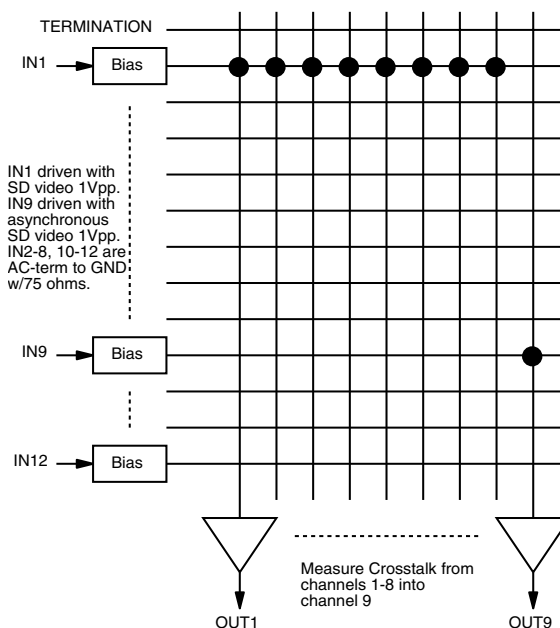 TERMINATION
IN1
Bias
IN1 driven with
SD video 1Vpp.
IN9 driven with
asynchronous
SD video 1Vpp.
IN2-8, 10-12 are
AC-term to GND
w/75 ohms.
IN9
Bias
IN12
Bias
Measure Crosstalk from
channels 1-8 into
channel 9
OUT1
OUT9